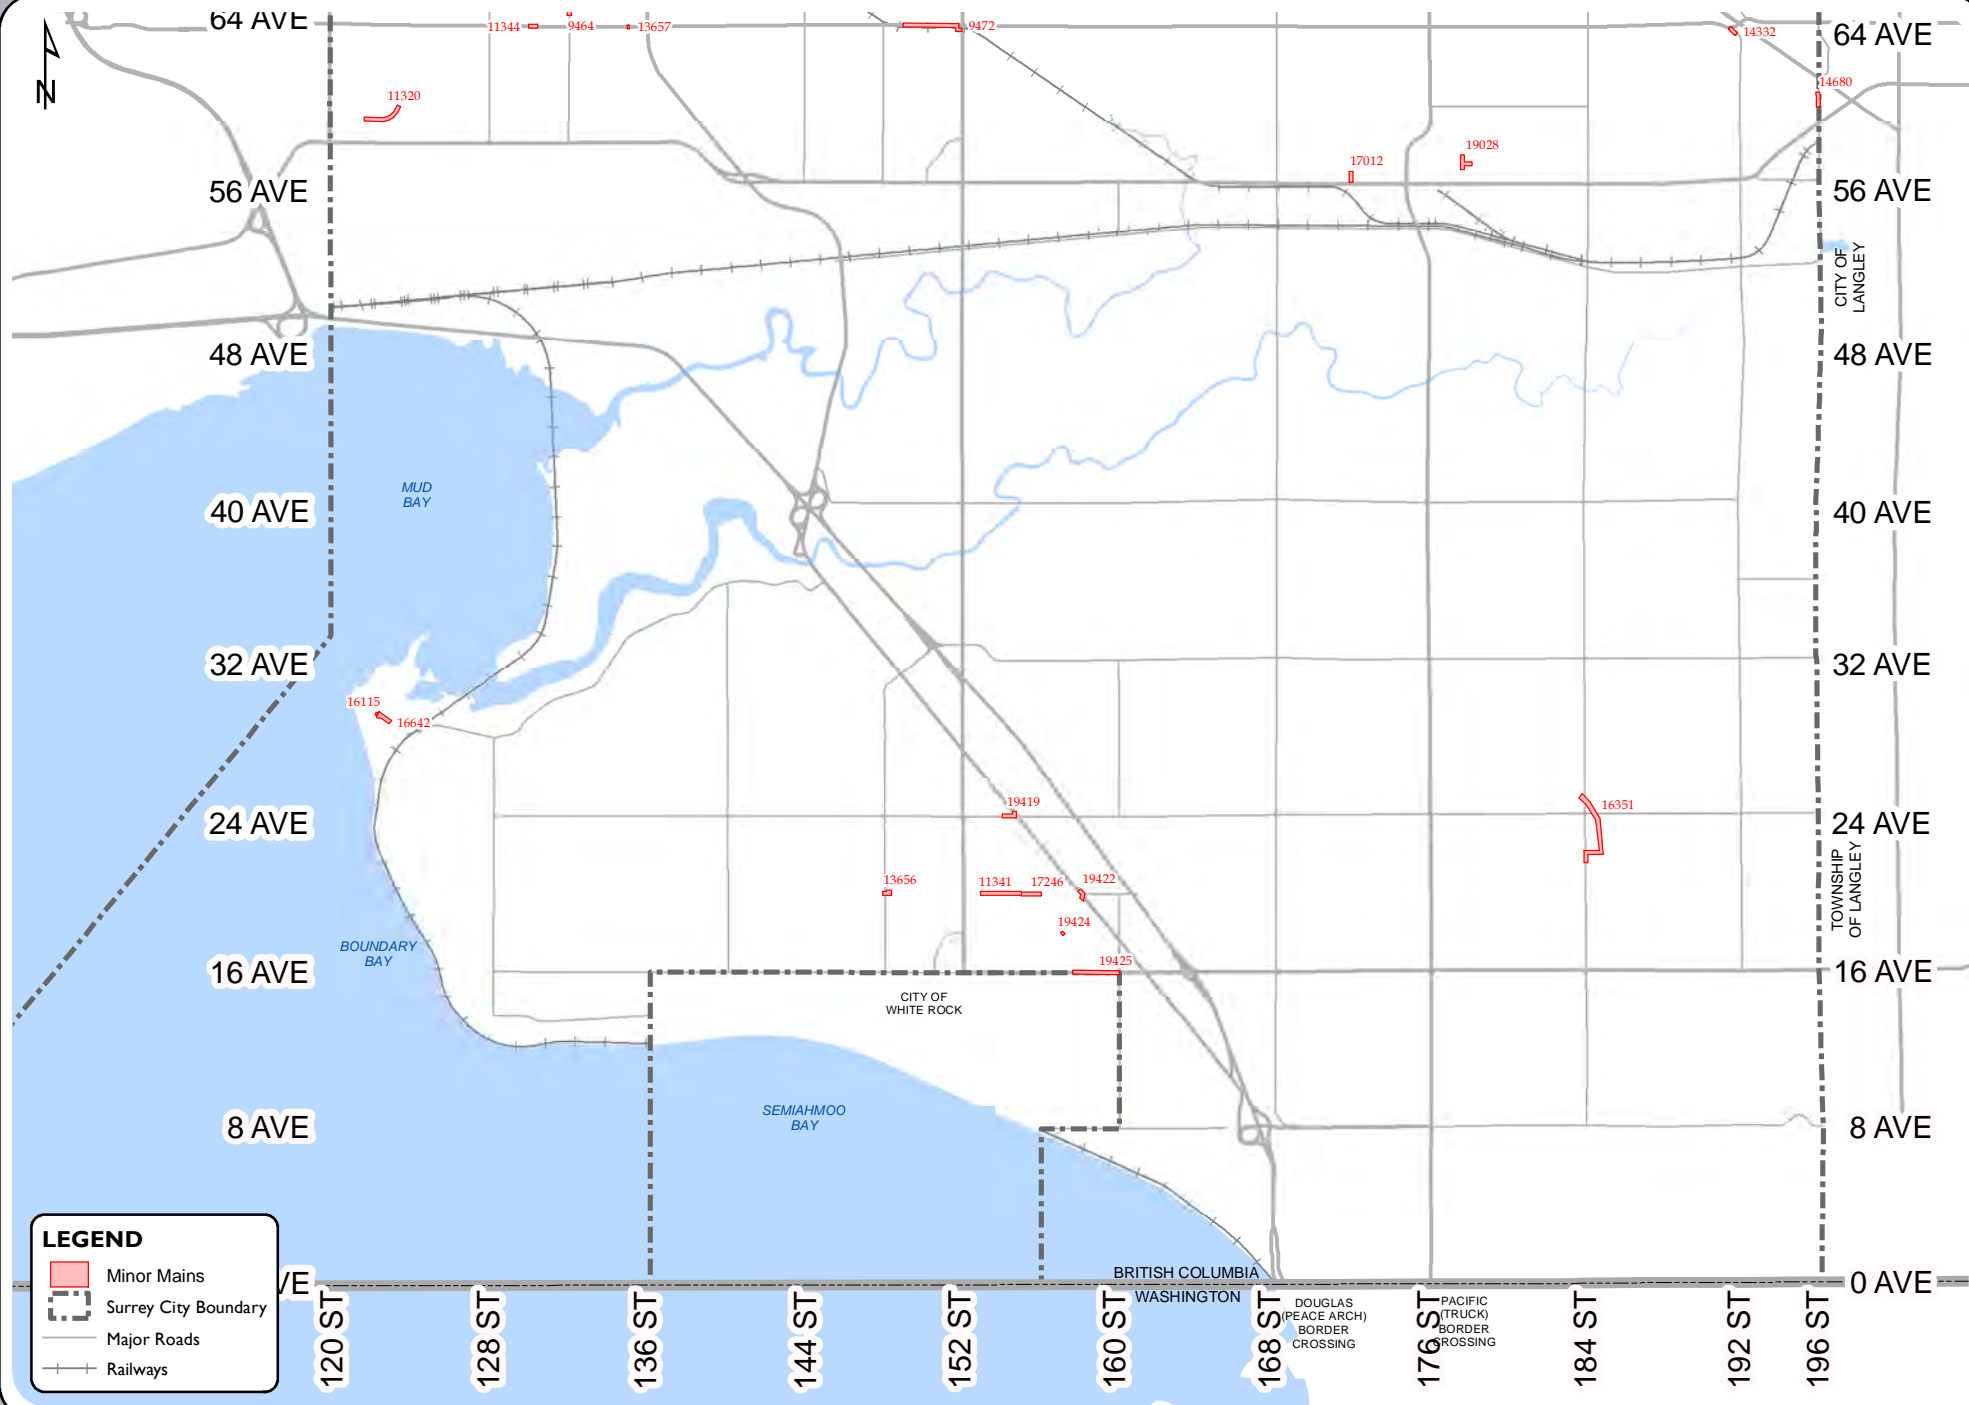 64 AVE
11344
9464
13657
9472
14332
64 AVE
N
11320
14680
17012
19028
56 AVE
56 AVE
CITY OF
LANGLEY
48 AVE
48 AVE
MUD
BAY
40 AVE
40 AVE
32 AVE
32 AVE
16115
16642
19419
16351
24 AVE
24 AVE
TOWNSHIP
OF LANGLEY
13656
11341
17246
19422
19424
BOUNDARY
BAY
19425
16 AVE
16 AVE
CITY OF
WHITE ROCK
SEMIAHMOO
BAY
8 AVE
8 AVE
LEGEND
Minor Mains
Surrey City Boundary
Major Roads
Railways
VE
BRITISH COLUMBIA
WASHINGTON
0 AVE
DOUGLAS
(PEACE ARCH)
BORDER
CROSSING
PACIFIC
(TRUCK)
BORDER
CROSSING
120 ST
128 ST
136 ST
144 ST
152 ST
160 ST
168 ST
176 ST
184 ST
192 ST
196 ST